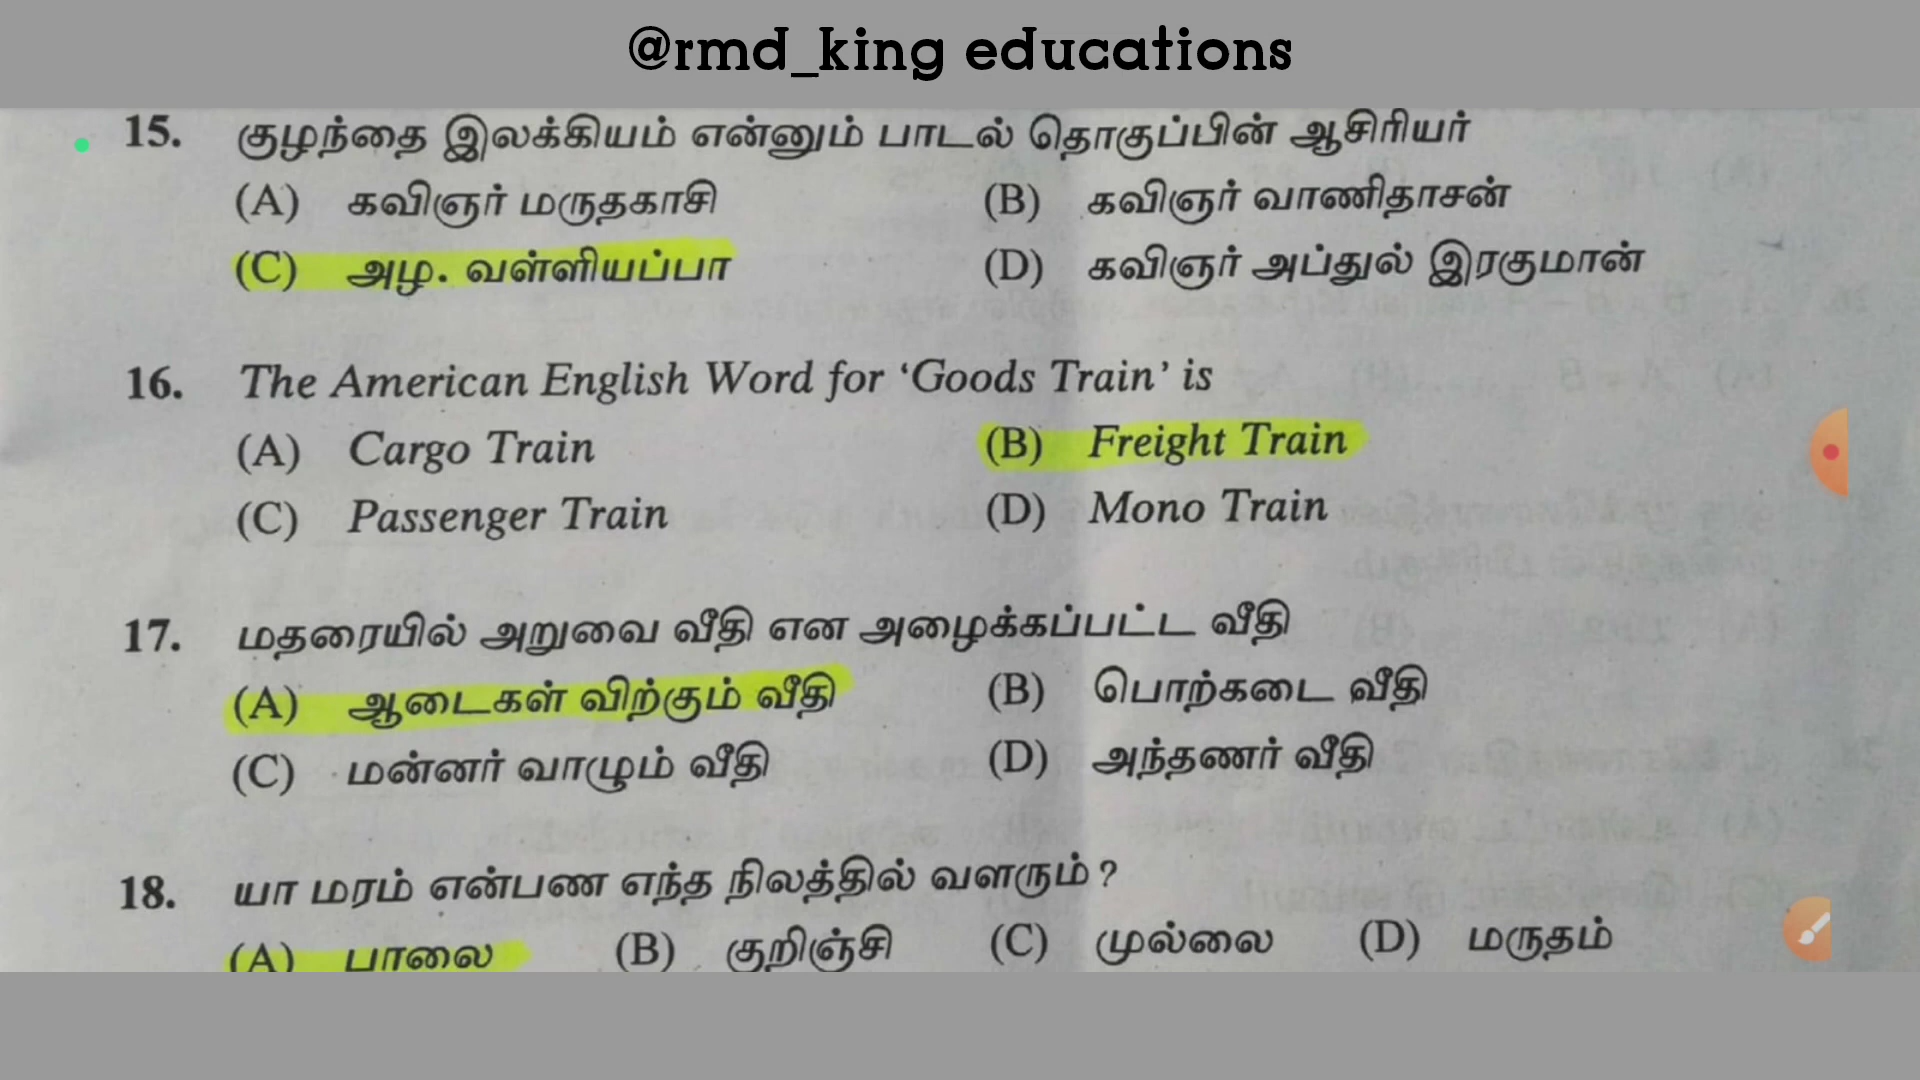 @rmd_king educations
15. குழந்தை இலக்கியம் என்னும் பாடல் தொகுப்பின் ஆசிரியர்
(A) கவிஞர் மருதகாசி (B) கவிஞர் வாணிதாசன்
(C) அழ. வள்ளியப்பா (D) கவிஞர் அப்துல் இரகுமான்
16. The American English Word for ‘Goods Train’ is
(A) Cargo Train (B) Freight Train
(C) Passenger Train (D) Mono Train
17. மதரையில் அறுவை வீதி என அழைக்கப்பட்ட வீதி
(A) ஆடைகள் விற்கும் வீதி (B) பொற்கடை வீதி
(C) மன்னர் வாழும் வீதி (D) அந்தணர் வீதி
18. யா மரம் என்பண எந்த நிலத்தில் வளரும்?
(A) பாலை (B) குறிஞ்சி (C) முல்லை (D) மருதம்